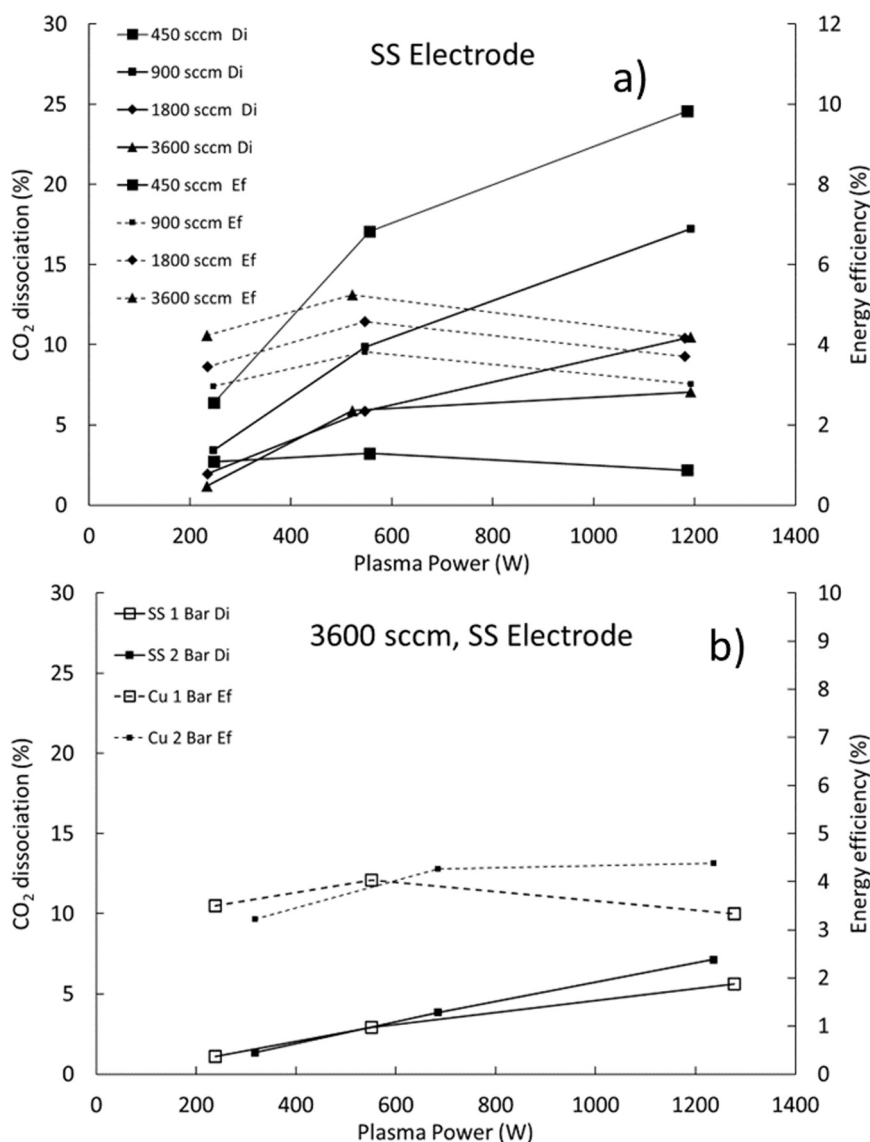 30
25
20
15
10
5
0
CO2 dissociation (%)
450 sccm Di
900 sccm Di
1800 sccm Di
3600 sccm Di
450 sccm Ef
900 sccm Ef
1800 sccm Ef
3600 sccm Ef
SS Electrode
a)
12
10
8
6
4
2
0
Energy efficiency (%)
0 200 400 600 800 1000 1200 1400
Plasma Power (W)
30
25
20
15
10
5
0
CO2 dissociation (%)
SS 1 Bar Di
SS 2 Bar Di
Cu 1 Bar Ef
Cu 2 Bar Ef
3600 sccm, SS Electrode
b)
10
9
8
7
6
5
4
3
2
1
0
Energy efficiency (%)
0 200 400 600 800 1000 1200 1400
Plasma Power (W)